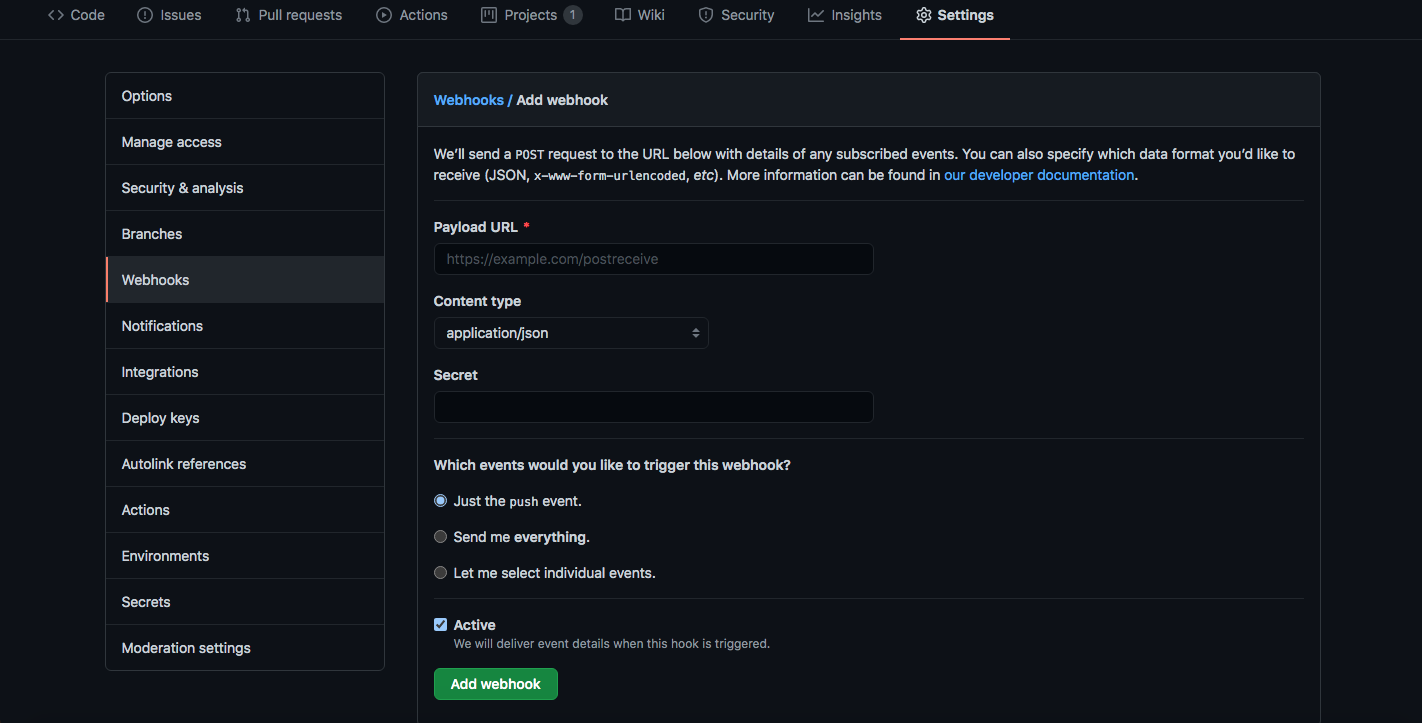 Code Issues Pull requests Actions Projects 1 Wiki Security Insights Settings
Options
Manage access
Security & analysis
Branches
Webhooks
Notifications
Integrations
Deploy keys
Autolink references
Actions
Environments
Secrets
Moderation settings
Webhooks / Add webhook
We’ll send a POST request to the URL below with details of any subscribed events. You can also specify which data format you’d like to
receive (JSON, x-www-form-urlencoded, etc). More information can be found in our developer documentation.
Payload URL *
https://example.com/postreceive
Content type
application/json
Secret
Which events would you like to trigger this webhook?
Just the push event.
Send me everything.
Let me select individual events.
Active
We will deliver event details when this hook is triggered.
Add webhook